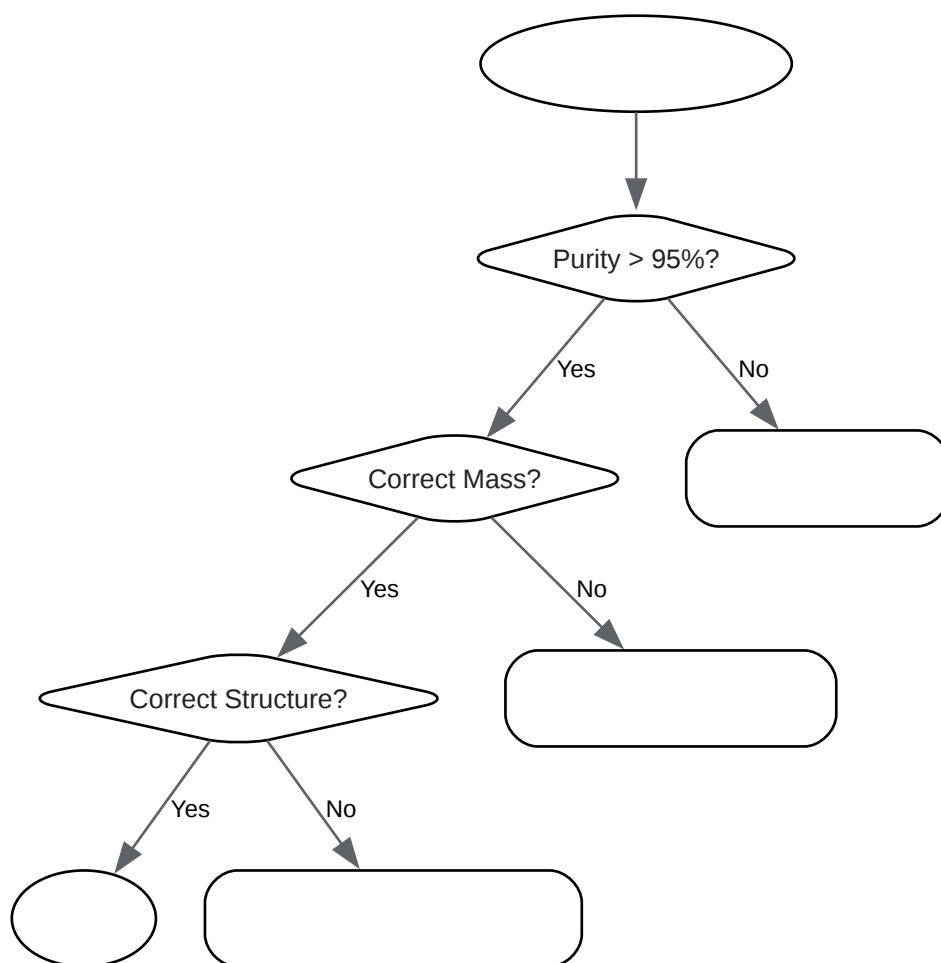 Purity > 95%?
Yes
No
Correct Mass?
Yes
No
Correct Structure?
Yes
No